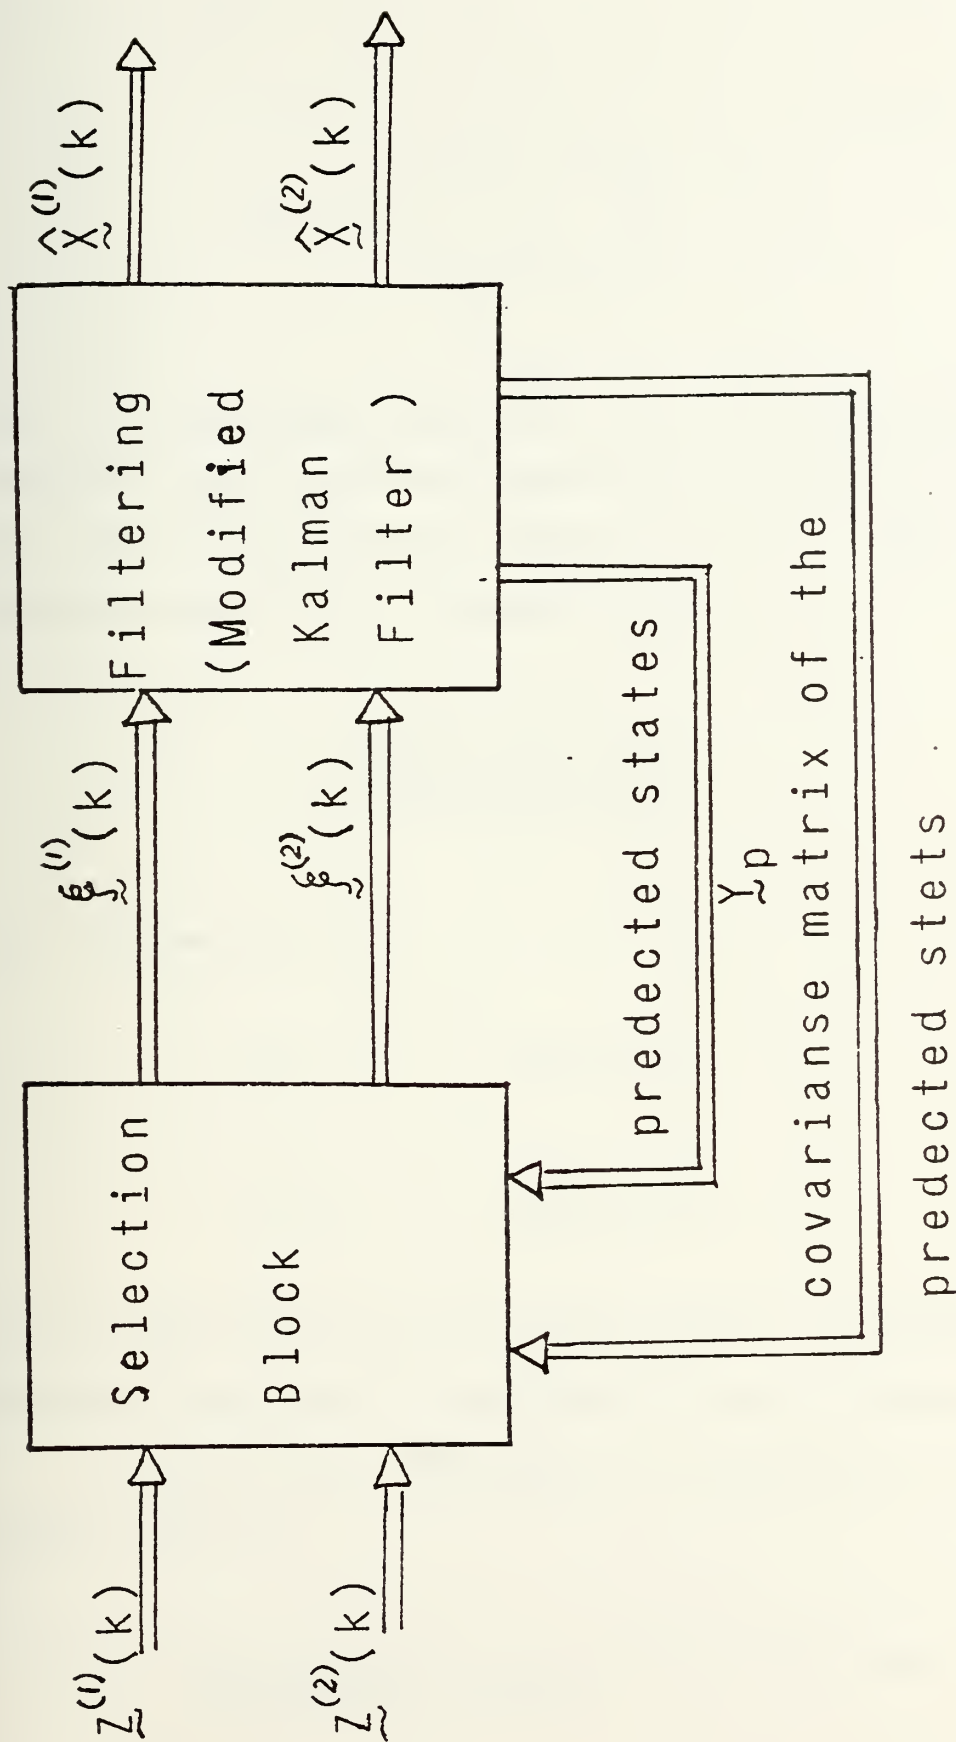 Z̰⁽¹⁾(k)
Z̰⁽²⁾(k)
Selection
Block
ξ̰⁽¹⁾(k)
ξ̰⁽²⁾(k)
Filtering
(Modified
Kalman
Filter )
X̰̂⁽¹⁾(k)
X̰̂⁽²⁾(k)
predected states
Y̰p
covarianse matrix of the
predected stets